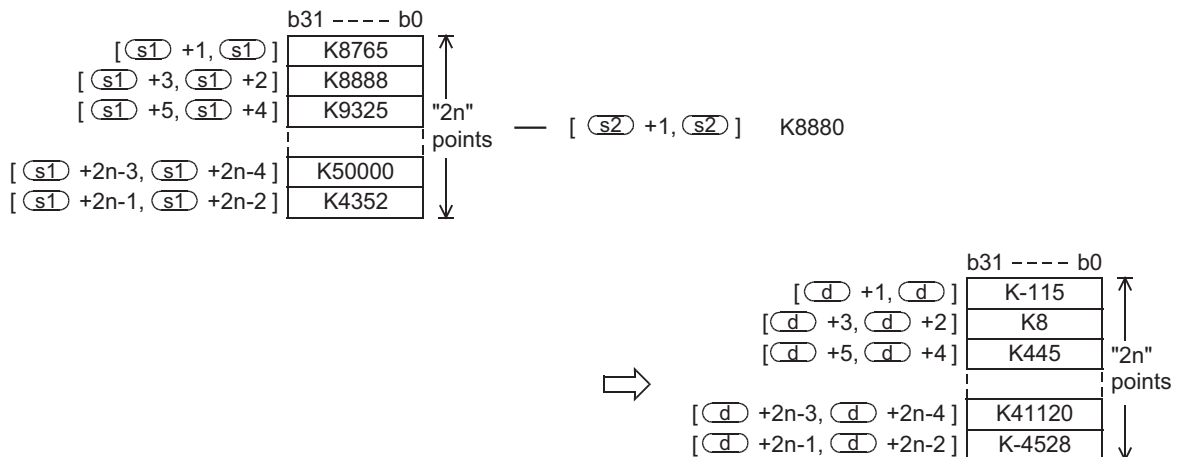 b31 ---- b0
[ s1 +1, s1 ] K8765
[ s1 +3, s1 +2 ] K8888
[ s1 +5, s1 +4 ] K9325
"2n"
points
— [ s2 +1, s2 ] K8880
[ s1 +2n-3, s1 +2n-4 ] K50000
[ s1 +2n-1, s1 +2n-2 ] K4352
b31 ---- b0
[ d +1, d ] K-115
[ d +3, d +2 ] K8
[ d +5, d +4 ] K445
"2n"
points
[ d +2n-3, d +2n-4 ] K41120
[ d +2n-1, d +2n-2 ] K-4528